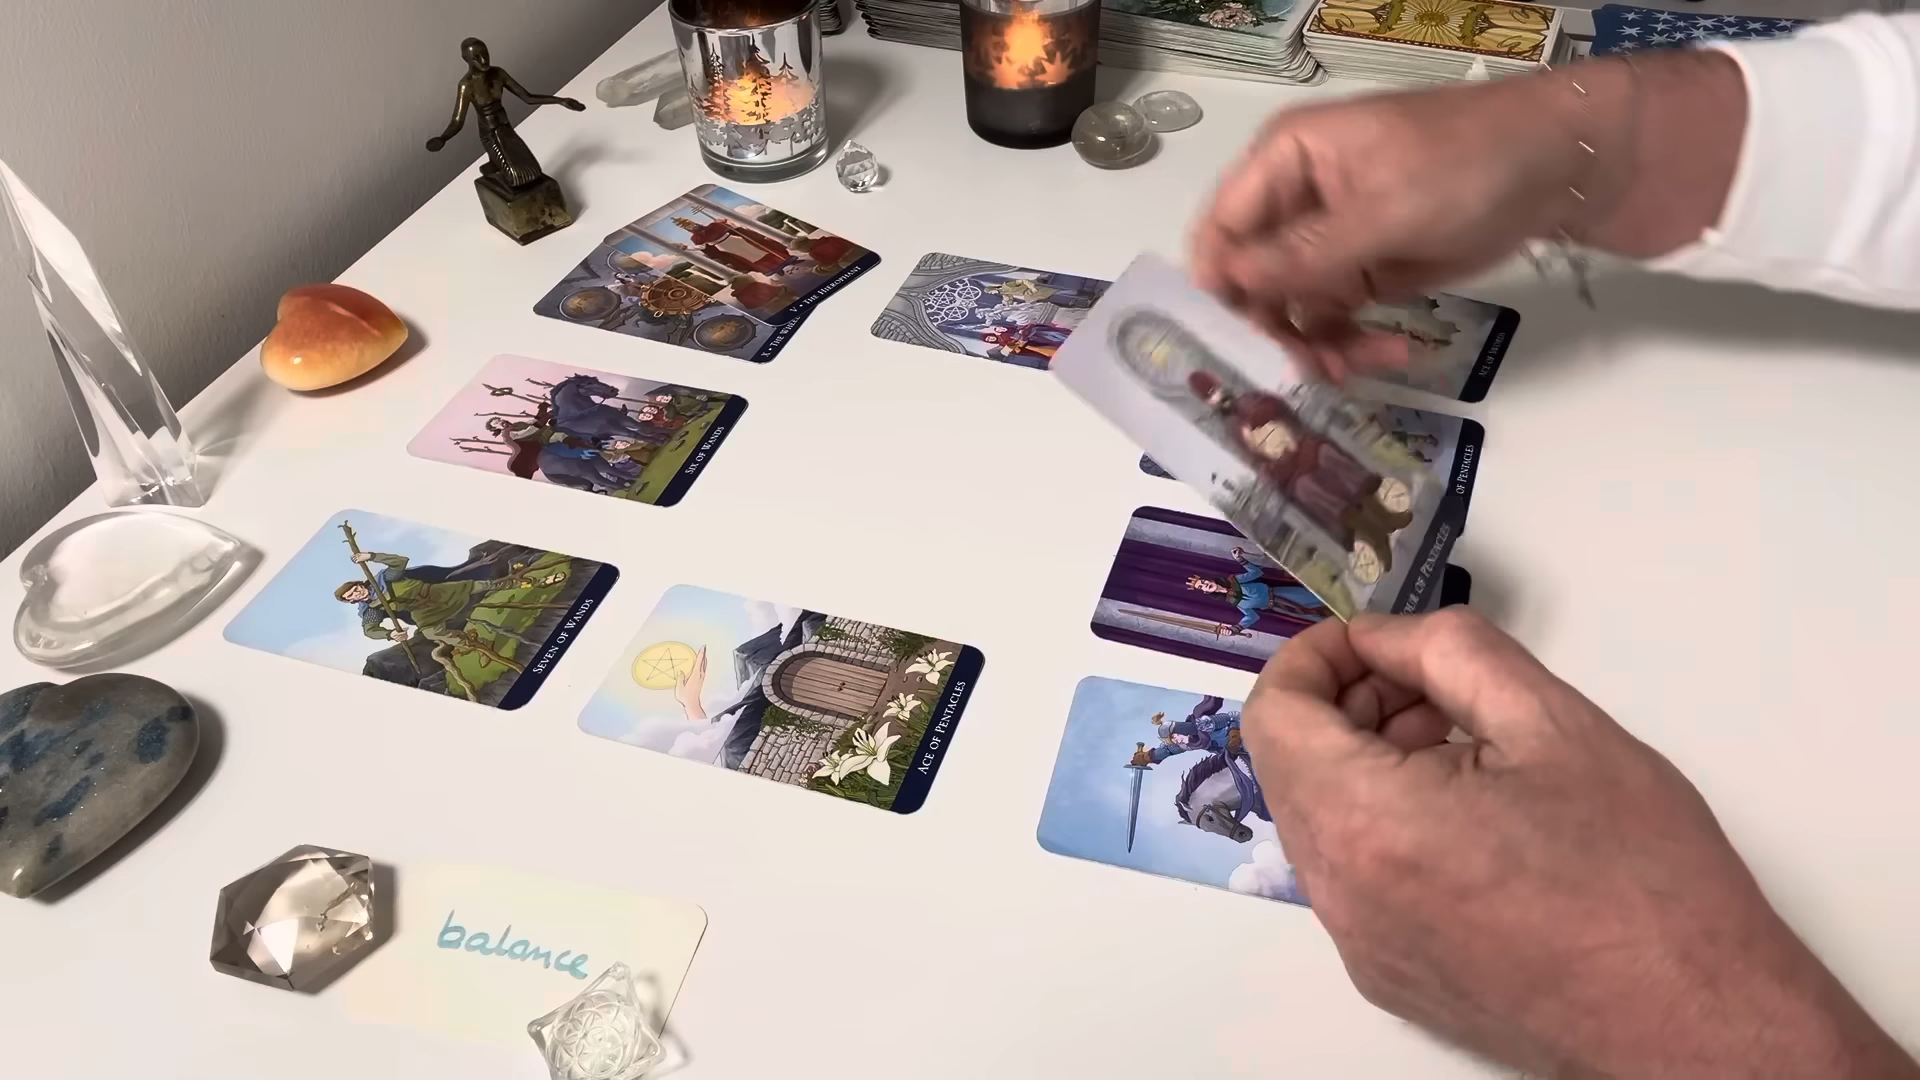 V • THE HIEROPHANT
X • THE WHEEL
ACE OF SWORDS
SIX OF WANDS
OF PENTACLES
OF PENTACLES
SEVEN OF WANDS
ACE OF PENTACLES
balance